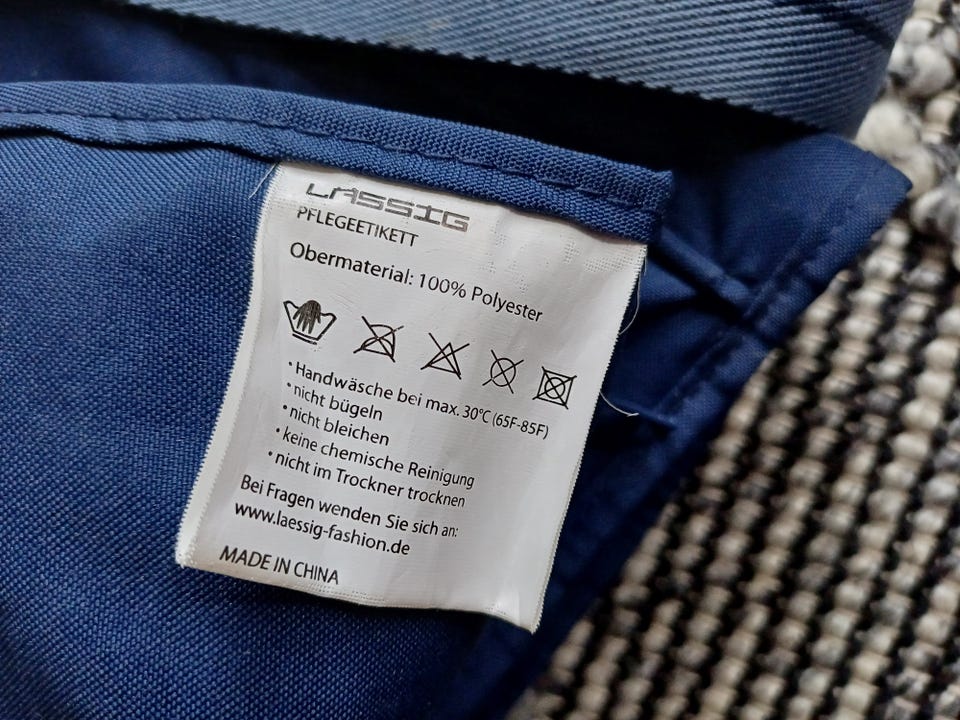 LÄSSIG
PFLEGEETIKETT
Obermaterial: 100% Polyester
• Handwäsche bei max. 30°C (65F-85F)
• nicht bügeln
• nicht bleichen
• keine chemische Reinigung
• nicht im Trockner trocknen
Bei Fragen wenden Sie sich an:
www.laessig-fashion.de
MADE IN CHINA